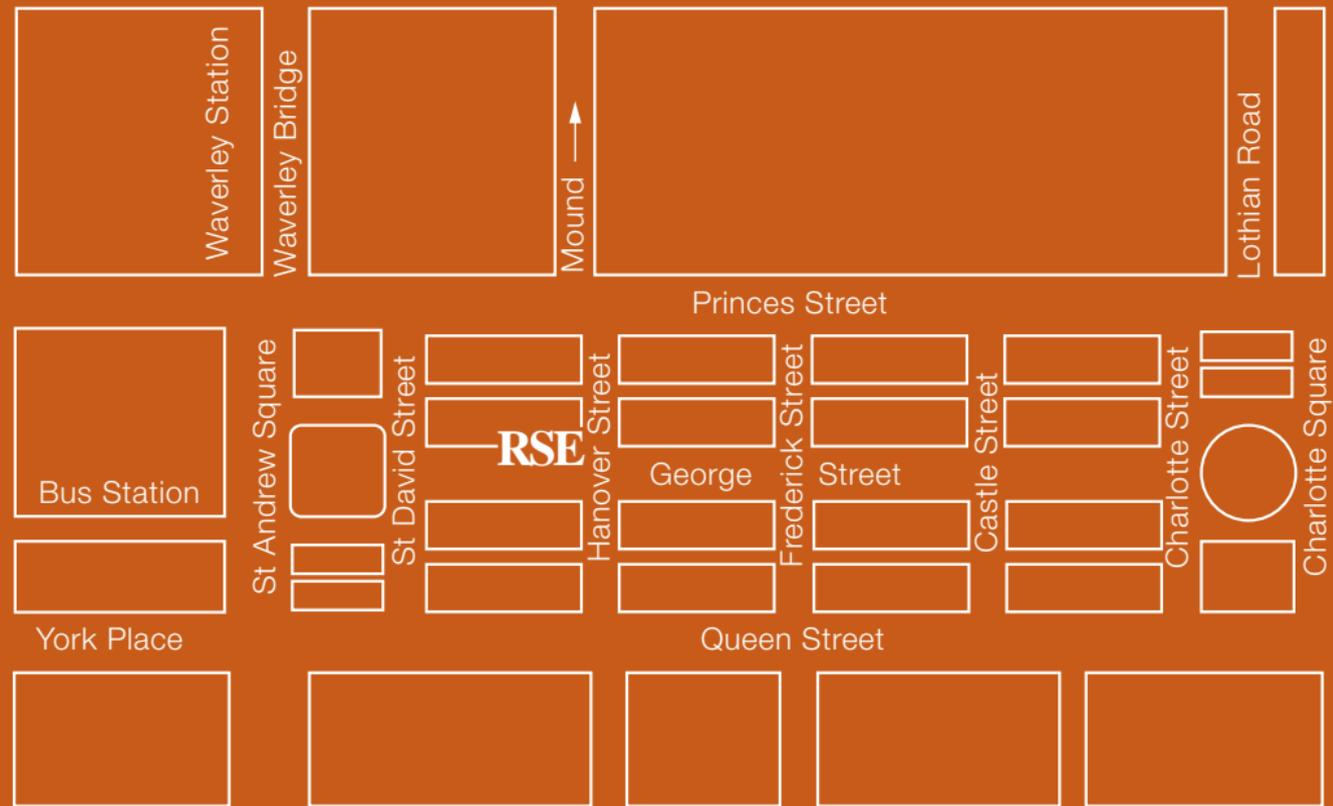 Waverley Station
Waverley Bridge
Mound
Lothian Road
Princes Street
St Andrew Square
St David Street
Hanover Street
Frederick Street
Castle Street
Charlotte Street
Charlotte Square
RSE
George Street
Bus Station
York Place
Queen Street